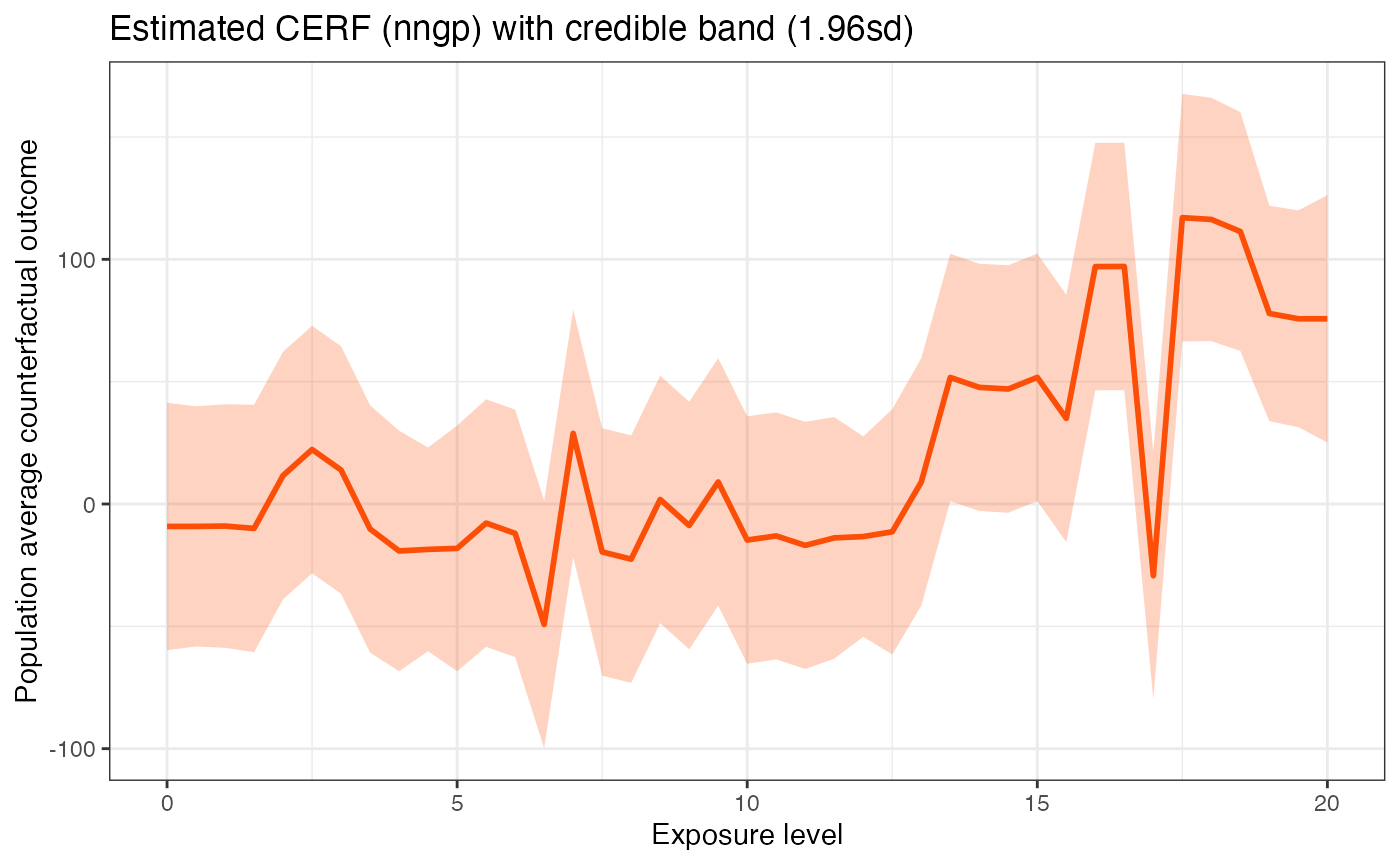 Estimated CERF (nngp) with credible band (1.96sd)
Population average counterfactual outcome
100
0
-100
0 5 10 15 20
Exposure level